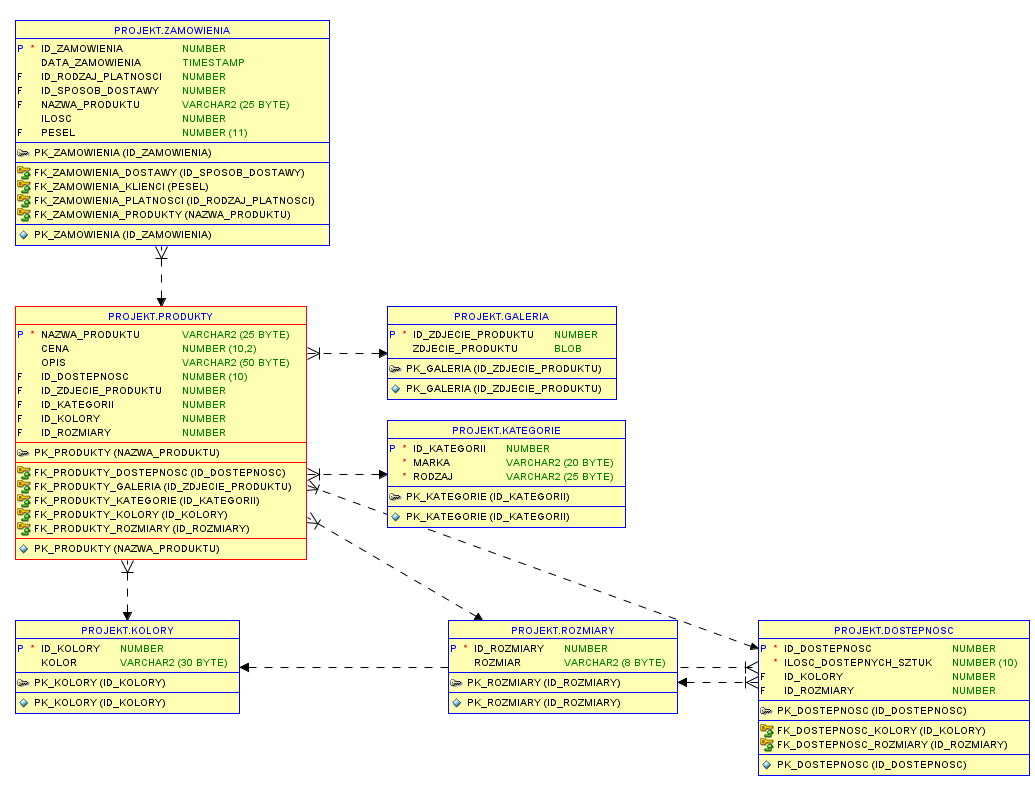 PROJEKT.ZAMOWIENIA
P * ID_ZAMOWIENIA NUMBER
DATA_ZAMOWIENIA TIMESTAMP
F ID_RODZAJ_PLATNOSCI NUMBER
F ID_SPOSOB_DOSTAWY NUMBER
F NAZWA_PRODUKTU VARCHAR2 (25 BYTE)
ILOSC NUMBER
F PESEL NUMBER (11)
PK_ZAMOWIENIA (ID_ZAMOWIENIA)
FK_ZAMOWIENIA_DOSTAWY (ID_SPOSOB_DOSTAWY)
FK_ZAMOWIENIA_KLIENCI (PESEL)
FK_ZAMOWIENIA_PLATNOSCI (ID_RODZAJ_PLATNOSCI)
FK_ZAMOWIENIA_PRODUKTY (NAZWA_PRODUKTU)
PK_ZAMOWIENIA (ID_ZAMOWIENIA)
PROJEKT.PRODUKTY
P * NAZWA_PRODUKTU VARCHAR2 (25 BYTE)
CENA NUMBER (10,2)
OPIS VARCHAR2 (50 BYTE)
F ID_DOSTEPNOSC NUMBER (10)
F ID_ZDJECIE_PRODUKTU NUMBER
F ID_KATEGORII NUMBER
F ID_KOLORY NUMBER
F ID_ROZMIARY NUMBER
PK_PRODUKTY (NAZWA_PRODUKTU)
FK_PRODUKTY_DOSTEPNOSC (ID_DOSTEPNOSC)
FK_PRODUKTY_GALERIA (ID_ZDJECIE_PRODUKTU)
FK_PRODUKTY_KATEGORIE (ID_KATEGORII)
FK_PRODUKTY_KOLORY (ID_KOLORY)
FK_PRODUKTY_ROZMIARY (ID_ROZMIARY)
PK_PRODUKTY (NAZWA_PRODUKTU)
PROJEKT.GALERIA
P * ID_ZDJECIE_PRODUKTU NUMBER
ZDJECIE_PRODUKTU BLOB
PK_GALERIA (ID_ZDJECIE_PRODUKTU)
PK_GALERIA (ID_ZDJECIE_PRODUKTU)
PROJEKT.KATEGORIE
P * ID_KATEGORII NUMBER
* MARKA VARCHAR2 (20 BYTE)
* RODZAJ VARCHAR2 (25 BYTE)
PK_KATEGORIE (ID_KATEGORII)
PK_KATEGORIE (ID_KATEGORII)
PROJEKT.KOLORY
P * ID_KOLORY NUMBER
KOLOR VARCHAR2 (30 BYTE)
PK_KOLORY (ID_KOLORY)
PK_KOLORY (ID_KOLORY)
PROJEKT.ROZMIARY
P * ID_ROZMIARY NUMBER
ROZMIAR VARCHAR2 (8 BYTE)
PK_ROZMIARY (ID_ROZMIARY)
PK_ROZMIARY (ID_ROZMIARY)
PROJEKT.DOSTEPNOSC
P * ID_DOSTEPNOSC NUMBER
* ILOSC_DOSTEPNYCH_SZTUK NUMBER (10)
F ID_KOLORY NUMBER
F ID_ROZMIARY NUMBER
PK_DOSTEPNOSC (ID_DOSTEPNOSC)
FK_DOSTEPNOSC_KOLORY (ID_KOLORY)
FK_DOSTEPNOSC_ROZMIARY (ID_ROZMIARY)
PK_DOSTEPNOSC (ID_DOSTEPNOSC)